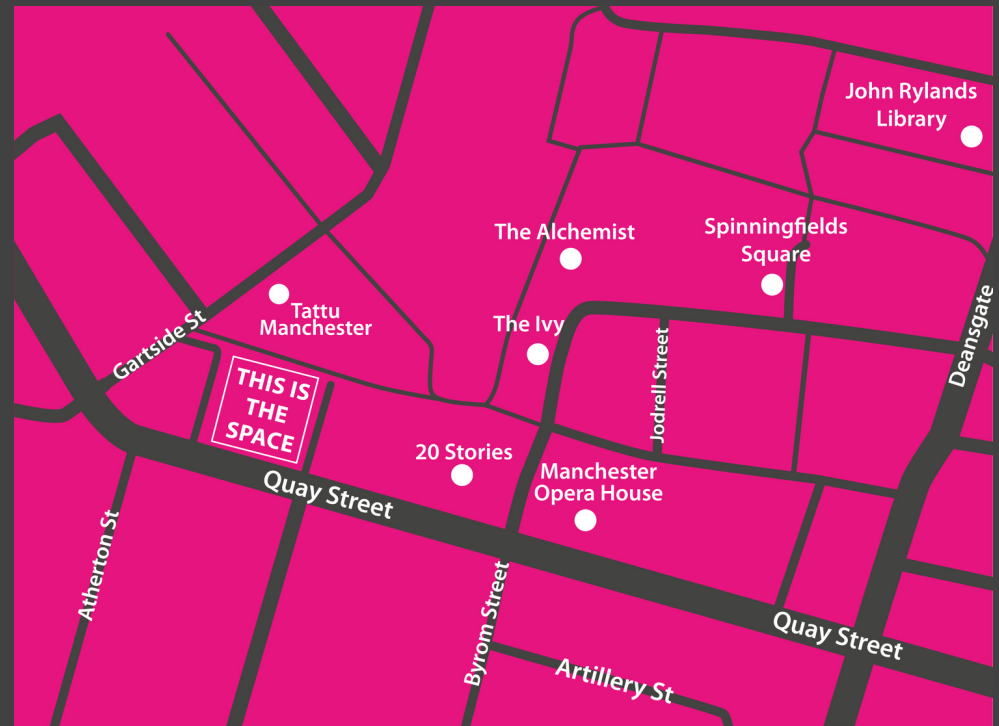 John Rylands
Library
The Alchemist
Spinningfields
Square
Tattu
Manchester
The Ivy
Gartside St
Deansgate
Jodrell Street
THIS IS
THE
SPACE
20 Stories
Manchester
Opera House
Quay Street
Atherton St
Byrom Street
Quay Street
Artillery St